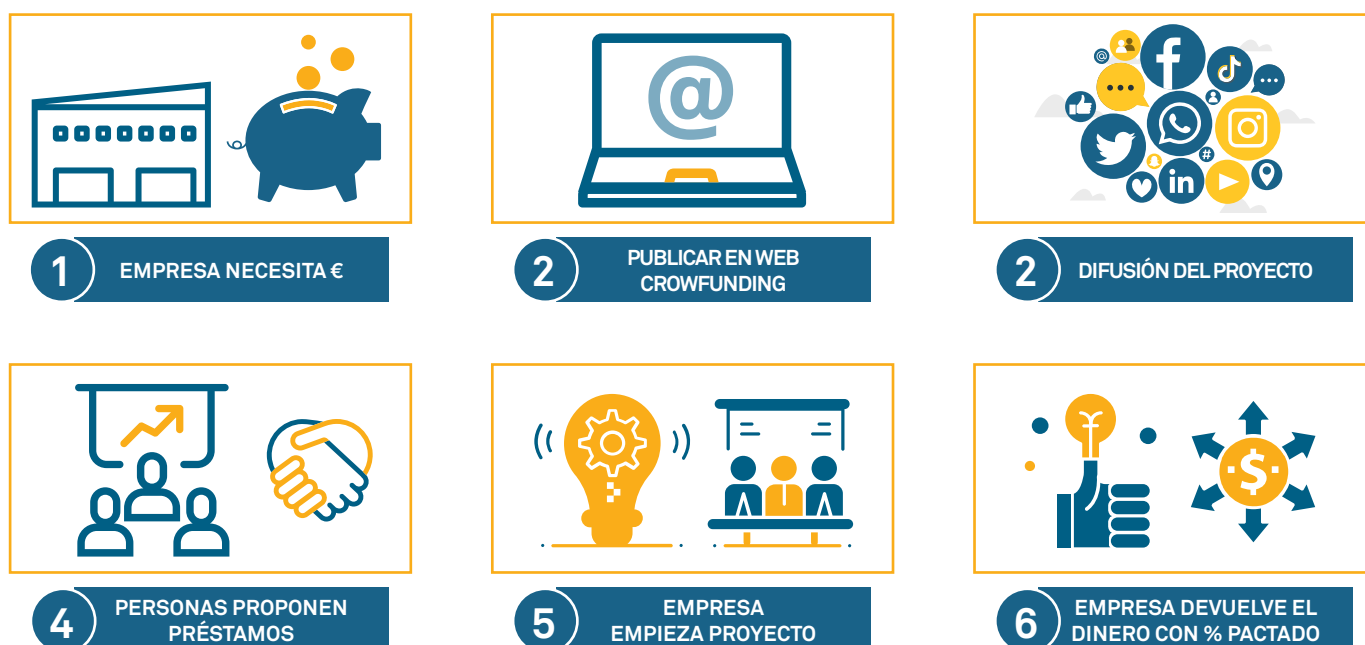 1
EMPRESA NECESITA €
2
PUBLICAR EN WEB
CROWFUNDING
2
DIFUSIÓN DEL PROYECTO
4
PERSONAS PROPONEN
PRÉSTAMOS
5
EMPRESA
EMPIEZA PROYECTO
6
EMPRESA DEVUELVE EL
DINERO CON % PACTADO